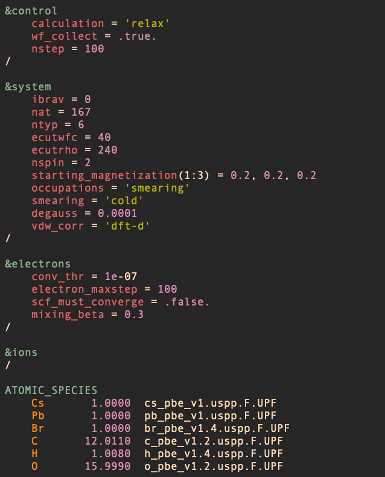 &control
    calculation = 'relax'
    wf_collect = .true.
    nstep = 100
/

&system
    ibrav = 0
    nat = 167
    ntyp = 6
    ecutwfc = 40
    ecutrho = 240
    nspin = 2
    starting_magnetization(1:3) = 0.2, 0.2, 0.2
    occupations = 'smearing'
    smearing = 'cold'
    degauss = 0.0001
    vdw_corr = 'dft-d'
/

&electrons
    conv_thr = 1e-07
    electron_maxstep = 100
    scf_must_converge = .false.
    mixing_beta = 0.3
/

&ions
/

ATOMIC_SPECIES
    Cs      1.0000  cs_pbe_v1.uspp.F.UPF
    Pb      1.0000  pb_pbe_v1.uspp.F.UPF
    Br      1.0000  br_pbe_v1.4.uspp.F.UPF
    C      12.0110  c_pbe_v1.2.uspp.F.UPF
    H       1.0080  h_pbe_v1.4.uspp.F.UPF
    O      15.9990  o_pbe_v1.2.uspp.F.UPF